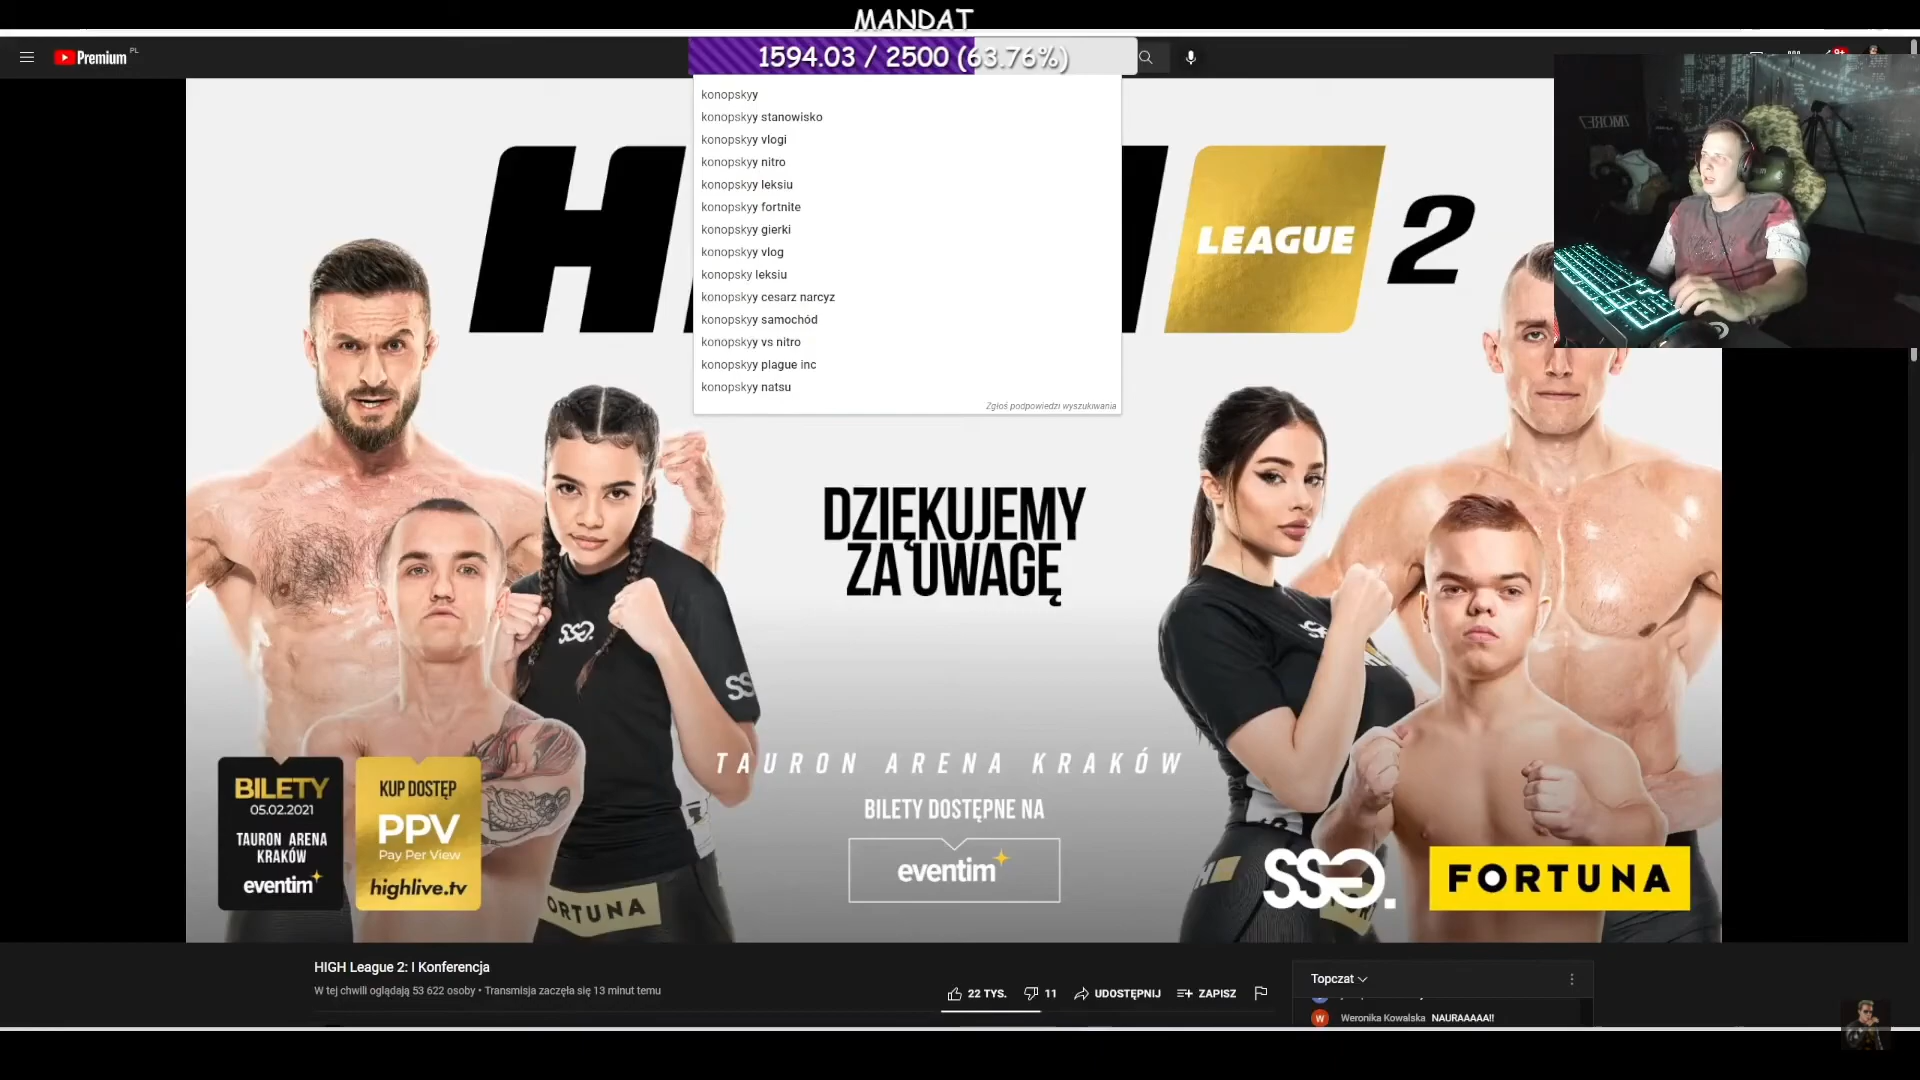 MANDAT
1594.03 / 2500 (63.76%)
Premium PL
9+
konopskyy
konopskyy stanowisko
konopskyy vlogi
konopskyy nitro
konopskyy leksiu
konopskyy fortnite
konopskyy gierki
konopskyy vlog
konopsky leksiu
konopskyy cesarz narcyz
konopskyy samochód
konopskyy vs nitro
konopskyy plague inc
konopskyy natsu
Zgłoś podpowiedzi wyszukiwania
LEAGUE 2
DZIĘKUJEMY
ZA UWAGĘ
TAURON ARENA KRAKÓW
BILETY DOSTĘPNE NA
eventim
BILETY
05.02.2021
TAURON ARENA
KRAKÓW
eventim
KUP DOSTĘP
PPV
Pay Per View
highlive.tv
SSG.
FORTUNA
HIGH League 2: I Konferencja
W tej chwili oglądają 53 622 osoby • Transmisja zaczęła się 13 minut temu
22 TYS. 11 UDOSTĘPNIJ ZAPISZ
Topczat
W Weronika Kowalska NAURAAAAA!!